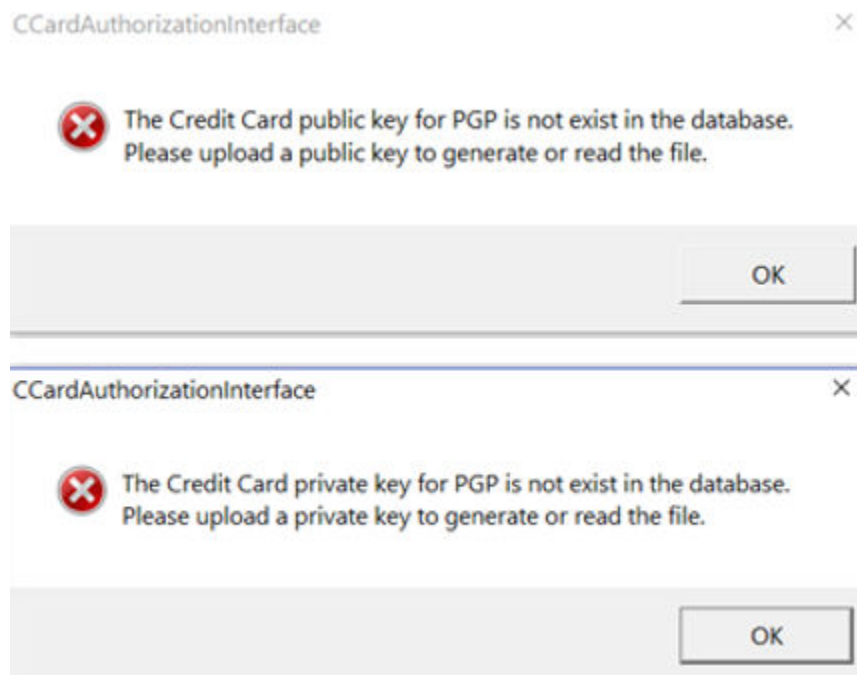 CCardAuthorizationInterface
The Credit Card public key for PGP is not exist in the database.
Please upload a public key to generate or read the file.
OK
CCardAuthorizationInterface
The Credit Card private key for PGP is not exist in the database.
Please upload a private key to generate or read the file.
OK